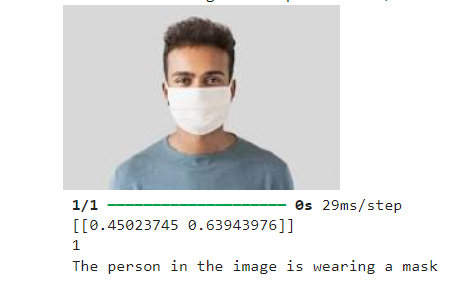 1/1 ━━━━━━━━━━━━━━━━━━━━ 0s 29ms/step
[[0.45023745 0.63943976]]
1
The person in the image is wearing a mask